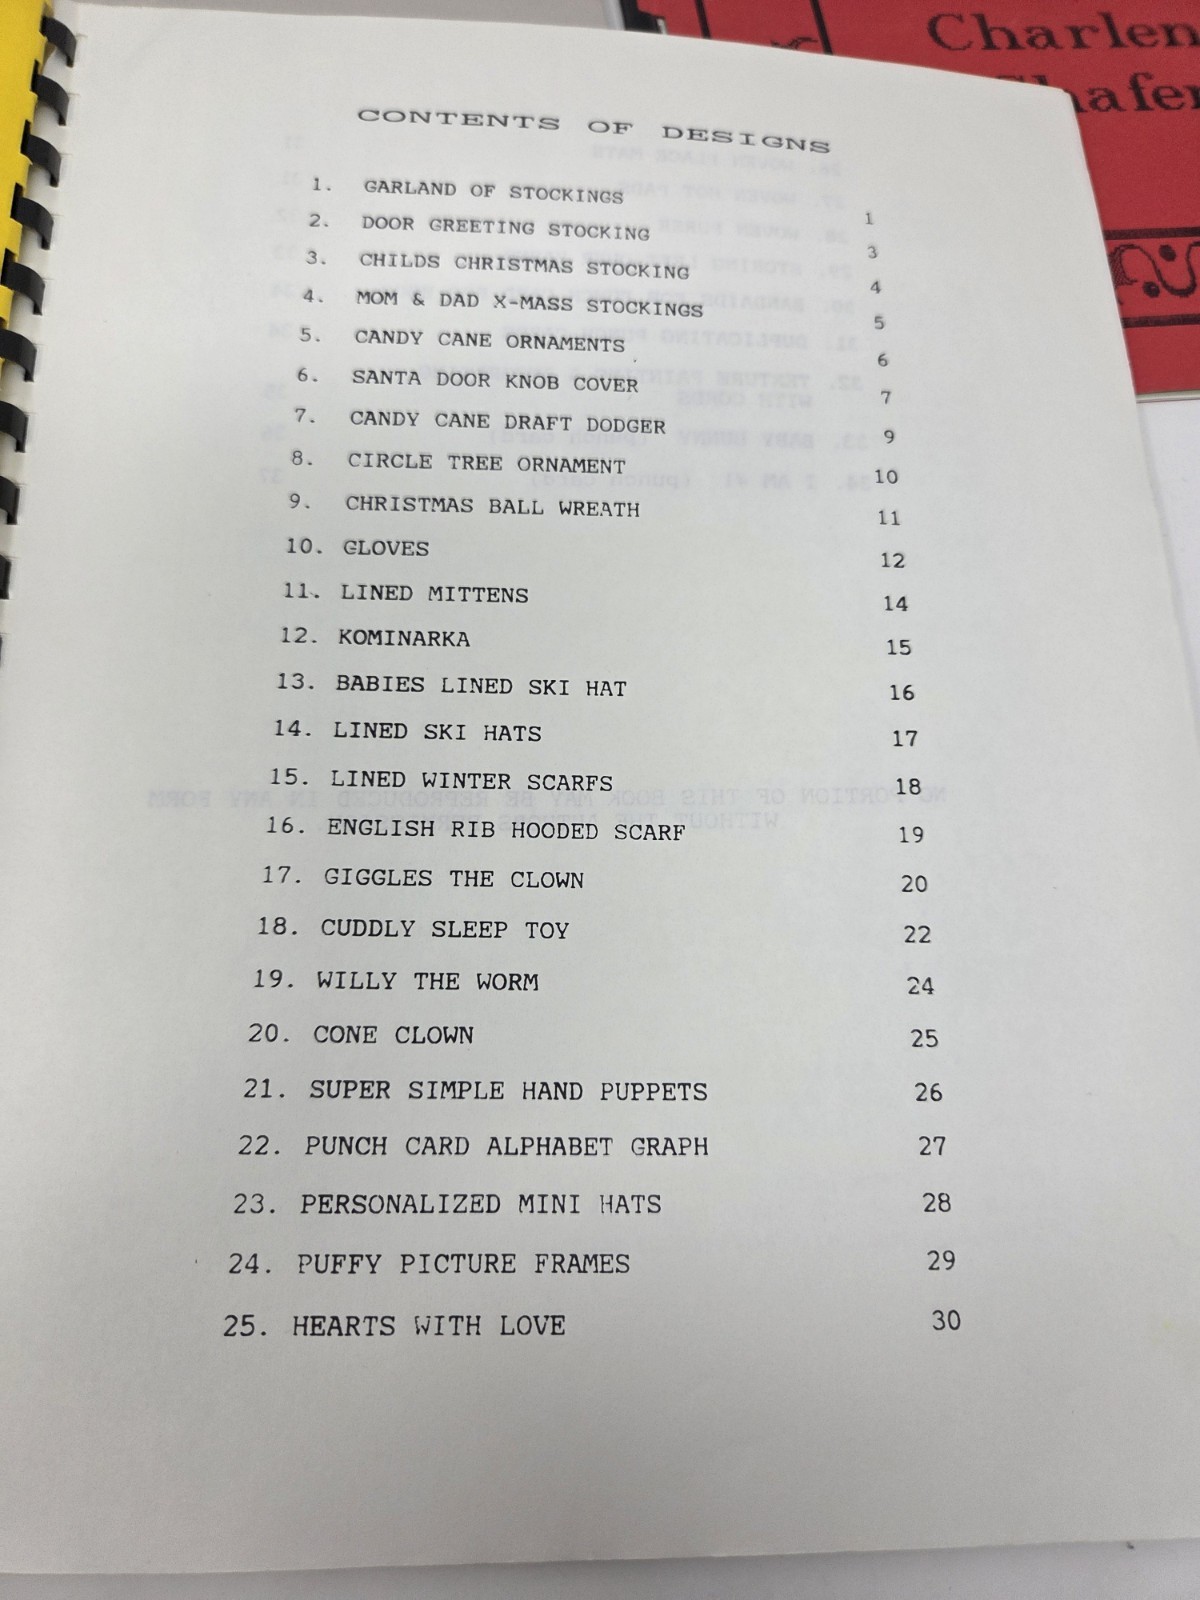 Charlen
hafer
CONTENTS OF DESIGNS
1. GARLAND OF STOCKINGS 1
2. DOOR GREETING STOCKING 3
3. CHILDS CHRISTMAS STOCKING 4
4. MOM & DAD X-MASS STOCKINGS 5
5. CANDY CANE ORNAMENTS 6
6. SANTA DOOR KNOB COVER 7
7. CANDY CANE DRAFT DODGER 9
8. CIRCLE TREE ORNAMENT 10
9. CHRISTMAS BALL WREATH 11
10. GLOVES 12
11. LINED MITTENS 14
12. KOMINARKA 15
13. BABIES LINED SKI HAT 16
14. LINED SKI HATS 17
15. LINED WINTER SCARFS 18
16. ENGLISH RIB HOODED SCARF 19
17. GIGGLES THE CLOWN 20
18. CUDDLY SLEEP TOY 22
19. WILLY THE WORM 24
20. CONE CLOWN 25
21. SUPER SIMPLE HAND PUPPETS 26
22. PUNCH CARD ALPHABET GRAPH 27
23. PERSONALIZED MINI HATS 28
24. PUFFY PICTURE FRAMES 29
25. HEARTS WITH LOVE 30